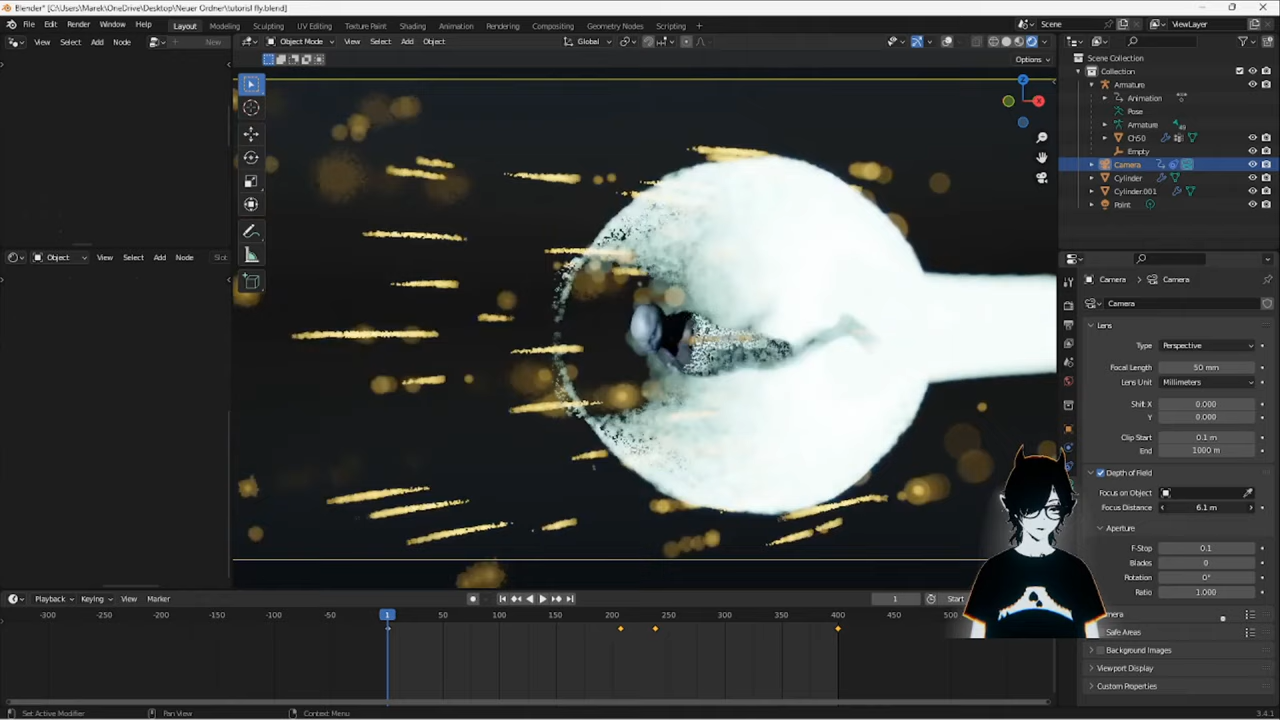 Blender* [C:\Users\Marek\OneDrive\Desktop\Neuer Ordner\tutorisl fly.blend]
File Edit Render Window Help Layout Modeling Sculpting UV Editing Texture Paint Shading Animation Rendering Compositing Geometry Nodes Scripting Scene ViewLayer
View Select Add Node New Object Mode View Select Add Object Global
Options
Scene Collection
Collection
Armature
Animation
Pose
Armature
Ch50
Empty
Camera
Cylinder
Cylinder.001
Point
Object View Select Add Node Slot
Z
X
Camera Camera
Camera
Lens
Type Perspective
Focal Length 50 mm
Lens Unit Millimeters
Shift X 0.000
Y 0.000
Clip Start 0.1 m
End 1000 m
Depth of Field
Focus on Object
Focus Distance 6.1 m
Aperture
F-Stop 0.1
Blades 0
Rotation 0°
Ratio 1.000
Playback Keying View Marker 1 Start
-300 -250 -200 -150 -100 -50 1 50 100 150 200 250 300 350 400 450 500
Safe Areas
Background Images
Viewport Display
Custom Properties
Set Active Modifier Pan View Context Menu 3.4.1